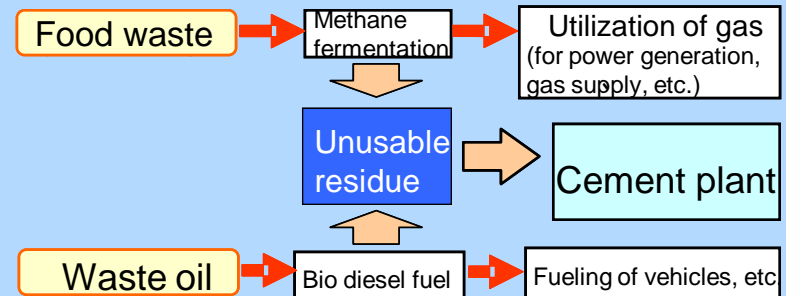 Food waste
Methane
fermentation
Utilization of gas
(for power generation,
gas supply, etc.)
Unusable
residue
Cement plant
Waste oil
Bio diesel fuel
Fueling of vehicles, etc.